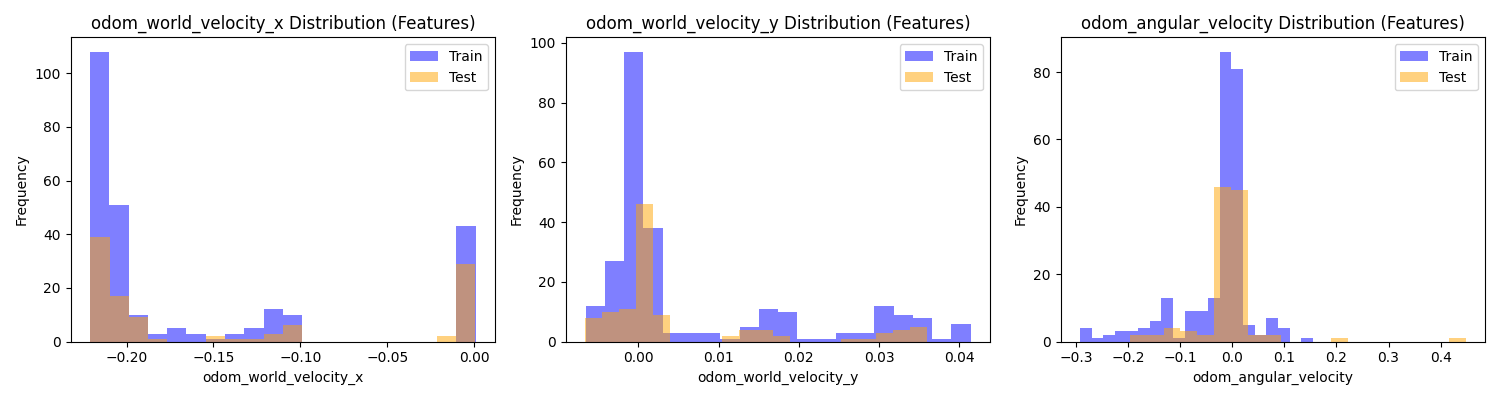 odom_world_velocity_x Distribution (Features)
100
80
60
40
20
0
Frequency
−0.20
−0.15
−0.10
−0.05
0.00
odom_world_velocity_x
Train
Test
odom_world_velocity_y Distribution (Features)
100
80
60
40
20
0
Frequency
0.00
0.01
0.02
0.03
0.04
odom_world_velocity_y
Train
Test
odom_angular_velocity Distribution (Features)
80
60
40
20
0
Frequency
−0.3
−0.2
−0.1
0.0
0.1
0.2
0.3
0.4
odom_angular_velocity
Train
Test